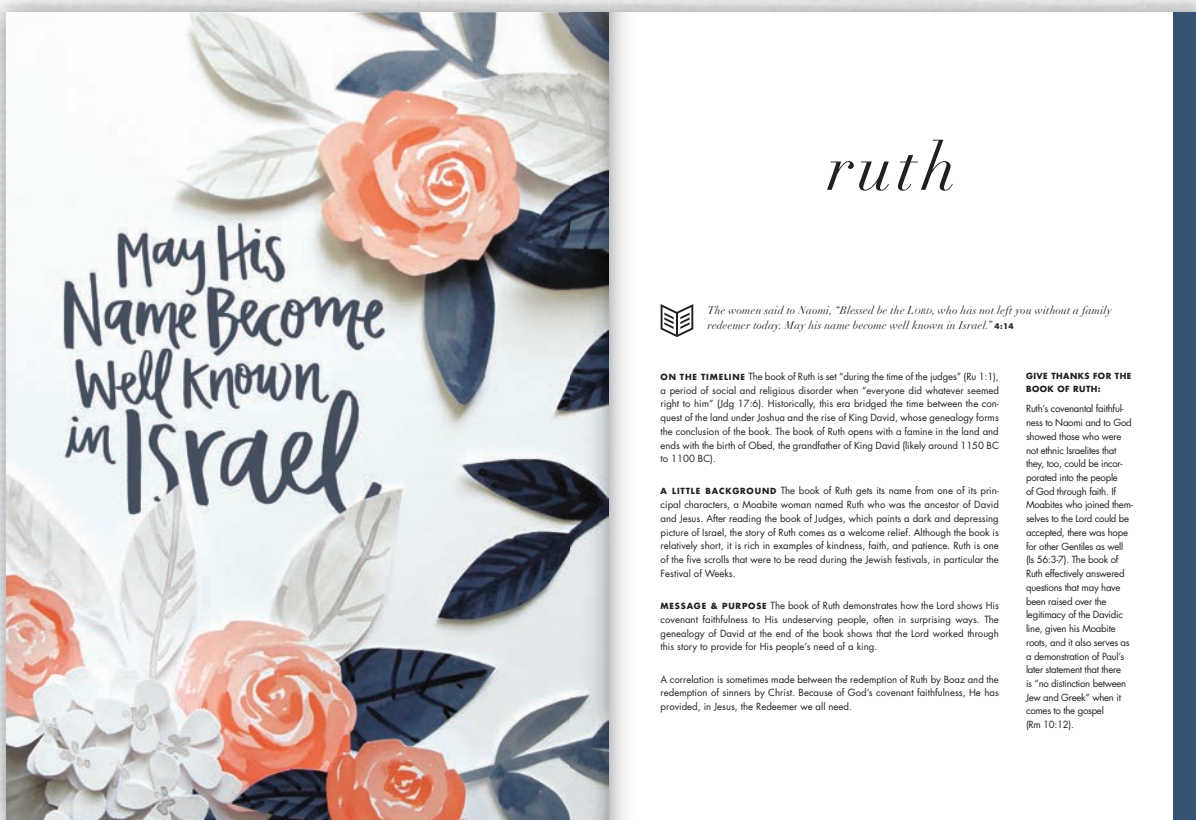 May His
Name Become
Well Known
in Israel.
ruth
The women said to Naomi, “Blessed be the LORD, who has not left you without a family
redeemer today. May his name become well known in Israel.” 4:14
ON THE TIMELINE The book of Ruth is set “during the time of the judges” (Ru 1:1),
a period of social and religious disorder when “everyone did whatever seemed
right to him” (Jdg 17:6). Historically, this era bridged the time between the con-
quest of the land under Joshua and the rise of King David, whose genealogy forms
the conclusion of the book. The book of Ruth opens with a famine in the land and
ends with the birth of Obed, the grandfather of King David (likely around 1150 BC
to 1100 BC).
A LITTLE BACKGROUND The book of Ruth gets its name from one of its prin-
cipal characters, a Moabite woman named Ruth who was the ancestor of David
and Jesus. After reading the book of Judges, which paints a dark and depressing
picture of Israel, the story of Ruth comes as a welcome relief. Although the book is
relatively short, it is rich in examples of kindness, faith, and patience. Ruth is one
of the five scrolls that were to be read during the Jewish festivals, in particular the
Festival of Weeks.
MESSAGE & PURPOSE The book of Ruth demonstrates how the Lord shows His
covenant faithfulness to His undeserving people, often in surprising ways. The
genealogy of David at the end of the book shows that the Lord worked through
this story to provide for His people’s need of a king.
A correlation is sometimes made between the redemption of Ruth by Boaz and the
redemption of sinners by Christ. Because of God’s covenant faithfulness, He has
provided, in Jesus, the Redeemer we all need.
GIVE THANKS FOR THE
BOOK OF RUTH:
Ruth’s covenantal faithful-
ness to Naomi and to God
showed those who were
not ethnic Israelites that
they, too, could be incor-
porated into the people
of God through faith. If
Moabites who joined them-
selves to the Lord could be
accepted, there was hope
for other Gentiles as well
(Is 56:3-7). The book of
Ruth effectively answered
questions that may have
been raised over the
legitimacy of the Davidic
line, given his Moabite
roots, and it also serves as
a demonstration of Paul’s
later statement that there
is “no distinction between
Jew and Greek” when it
comes to the gospel
(Rm 10:12).